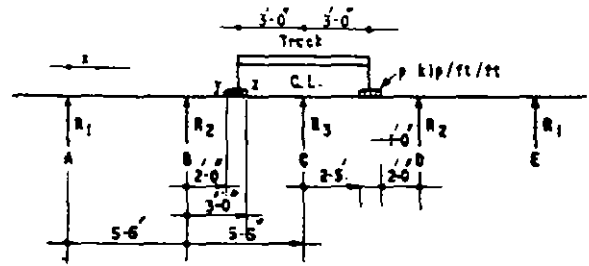 3'-0" 3'-0"
Track
x
Y Z C.L. p kip/ft/ft
R₁ R₂ R₃ R₂ R₁
1'-0"
A B C D E
2'-0" 2-5' 2'-0"
3'-0"
5-6" 5-6"